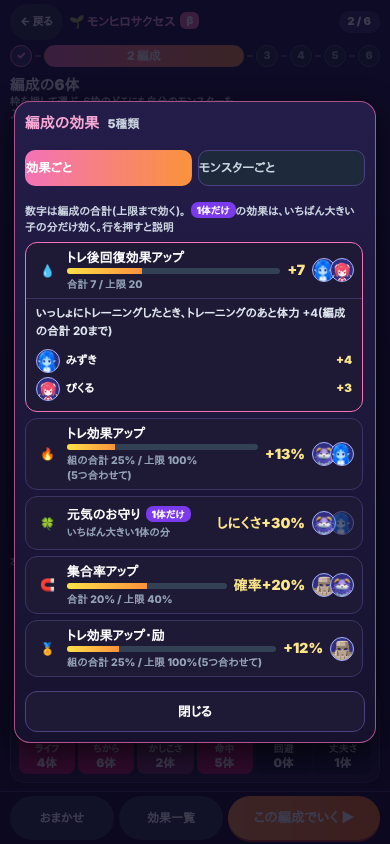 ← 戻る
🌱 モンヒロサクセス β
2 / 6
✓
2 編成
3
4
5
6
編成の6体
編成の効果 5種類
効果ごと
モンスターごと
数字は編成の合計(上限まで効く)。 1体だけ の効果は、いちばん大きい
子の分だけ効く。行を押すと説明
トレ後回復効果アップ
+7
合計 7 / 上限 20
いっしょにトレーニングしたとき、トレーニングのあと体力 +4(編成
の合計 20まで)
みずき
+4
ぴくる
+3
トレ効果アップ
+13%
組の合計 25% / 上限 100%
(5つ合わせて)
元気のお守り 1体だけ
しにくさ+30%
いちばん大きい1体の分
集合率アップ
確率+20%
合計 20% / 上限 40%
トレ効果アップ・励
+12%
組の合計 25% / 上限 100%(5つ合わせて)
閉じる
ライフ
ちから
かしこさ
命中
回避
丈夫さ
4体
6体
2体
5体
0体
1体
おまかせ
効果一覧
この編成でいく ▶